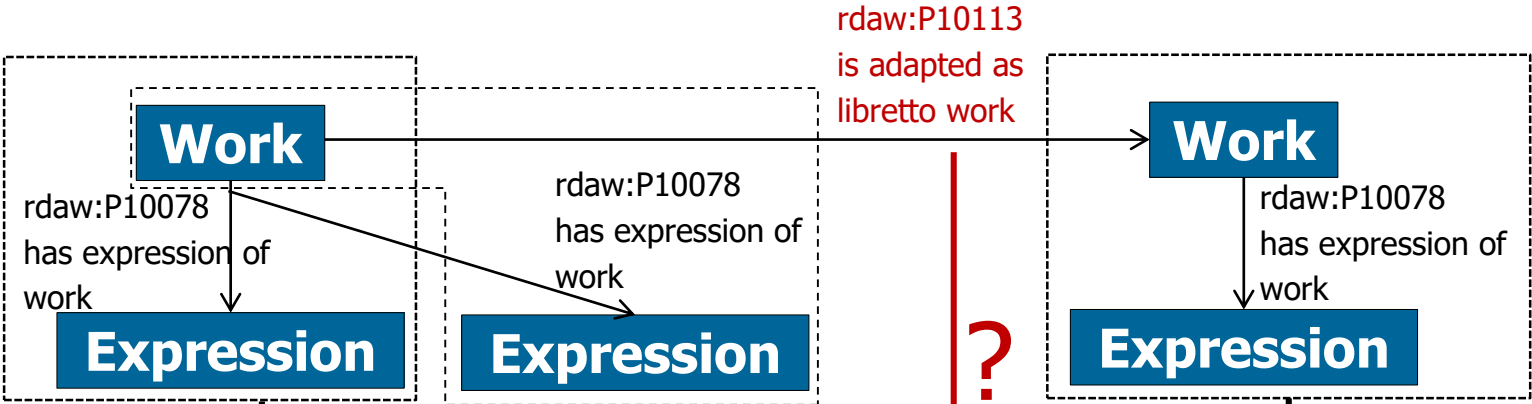 rdaw:P10113
is adapted as
libretto work
Work
Work
rdaw:P10078
has expression of
work
rdaw:P10078
has expression of
work
rdaw:P10078
has expression of
work
Expression
Expression
?
Expression